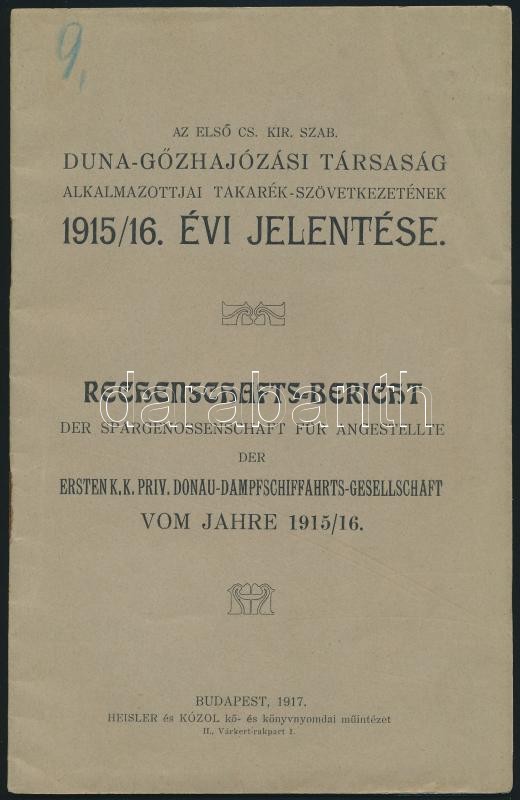 9,
AZ ELSŐ CS. KIR. SZAB.
DUNA-GŐZHAJÓZÁSI TÁRSASÁG
ALKALMAZOTTJAI TAKARÉK-SZÖVETKEZETÉNEK
1915/16. ÉVI JELENTÉSE.
RECHENSCHAFTS-BERICHT
darabanth.com
DER SPARGENOSSENSCHAFT FÜR ANGESTELLTE
DER
ERSTEN K. K. PRIV. DONAU-DAMPFSCHIFFAHRTS-GESELLSCHAFT
VOM JAHRE 1915/16.
BUDAPEST, 1917.
HEISLER és KÓZOL kő- és könyvnyomdai műintézet
II., Várkert-rakpart 1.